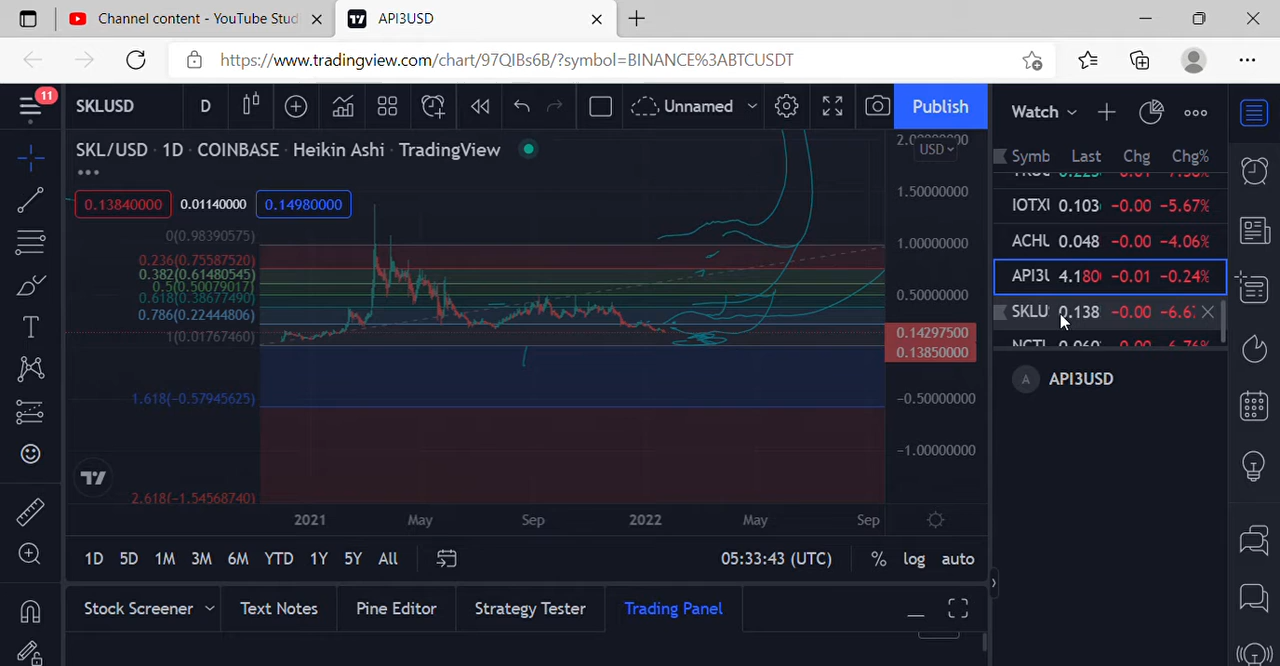 Channel content - YouTube Stud
API3USD
https://www.tradingview.com/chart/97QIBs6B/?symbol=BINANCE%3ABTCUSDT
11
SKLUSD D Unnamed Publish
Watch
SKL/USD · 1D · COINBASE · Heikin Ashi · TradingView
USD
0.13840000 0.01140000 0.14980000
Symb Last Chg Chg%
IOTXU 0.103 -0.00 -5.67%
ACHU 0.048 -0.00 -4.06%
API3U 4.180 -0.01 -0.24%
SKLU 0.138 -0.00 -6.6
API3USD
A
0(0.98390575)
0.236(0.75587520)
0.382(0.61480545)
0.5(0.50079017)
0.618(0.38677490)
0.786(0.22444806)
1(0.01767460)
1.618(-0.57945625)
2.618(-1.54568740)
2.00000000
1.50000000
1.00000000
0.50000000
0.14297500
0.13850000
-0.50000000
-1.00000000
2021 May Sep 2022 May Sep
1D 5D 1M 3M 6M YTD 1Y 5Y All 05:33:43 (UTC) % log auto
Stock Screener Text Notes Pine Editor Strategy Tester Trading Panel